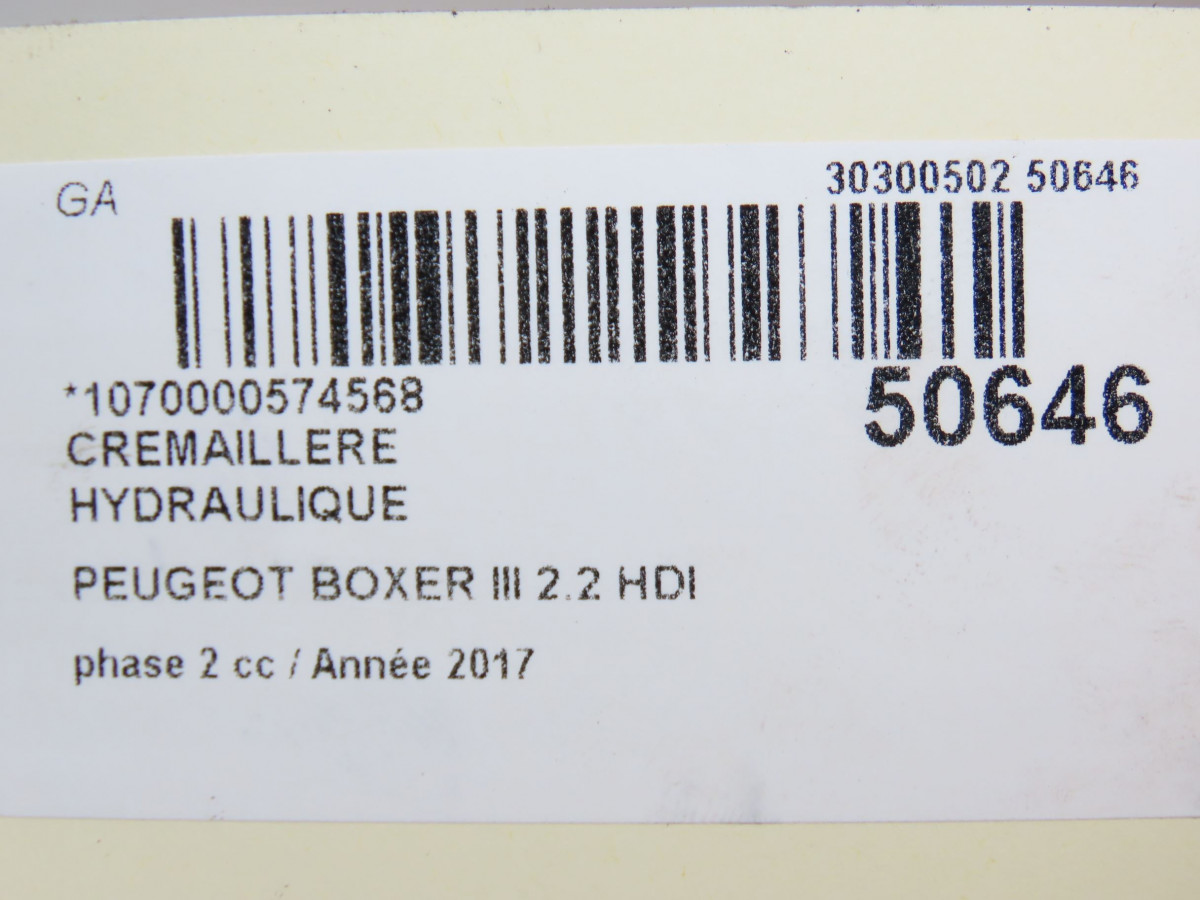 GA
30300502 50646
*1070000574568
50646
CREMAILLERE
HYDRAULIQUE
PEUGEOT BOXER III 2.2 HDI
phase 2 cc / Année 2017